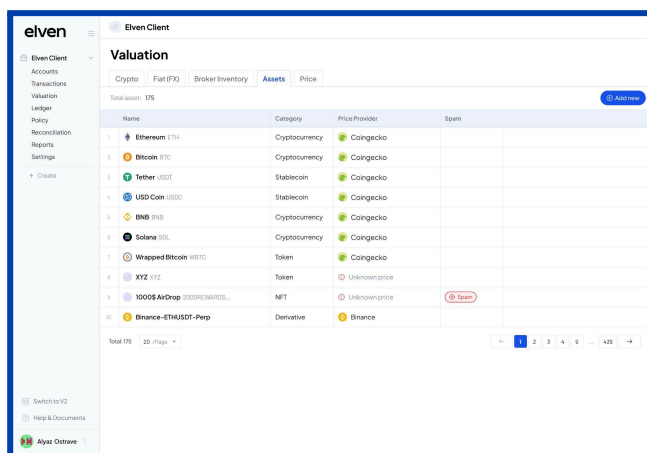 elven
Elven Client
Accounts
Transactions
Valuation
Ledger
Policy
Reconciliation
Reports
Settings
+ Create
Switch to V2
Help & Documents
Alyaz Ostrave
Elven Client
Valuation
Crypto Fiat (FX) Broker Inventory Assets Price
Total asset: 175 Add new
Name Category Price Provider Spam
1 Ethereum ETH Cryptocurrency Coingecko
2 Bitcoin BTC Cryptocurrency Coingecko
3 Tether USDT Stablecoin Coingecko
4 USD Coin USDC Stablecoin Coingecko
5 BNB BNB Cryptocurrency Coingecko
6 Solana SOL Cryptocurrency Coingecko
7 Wrapped Bitcoin WBTC Token Coingecko
8 XYZ XYZ Token Unknown price
9 1000$ AirDrop 2000REWARDS... NFT Unknown price Spam
10 Binance-ETHUSDT-Perp Derivative Binance
Total 175 20 /Page ← 1 2 3 4 5 ... 439 →